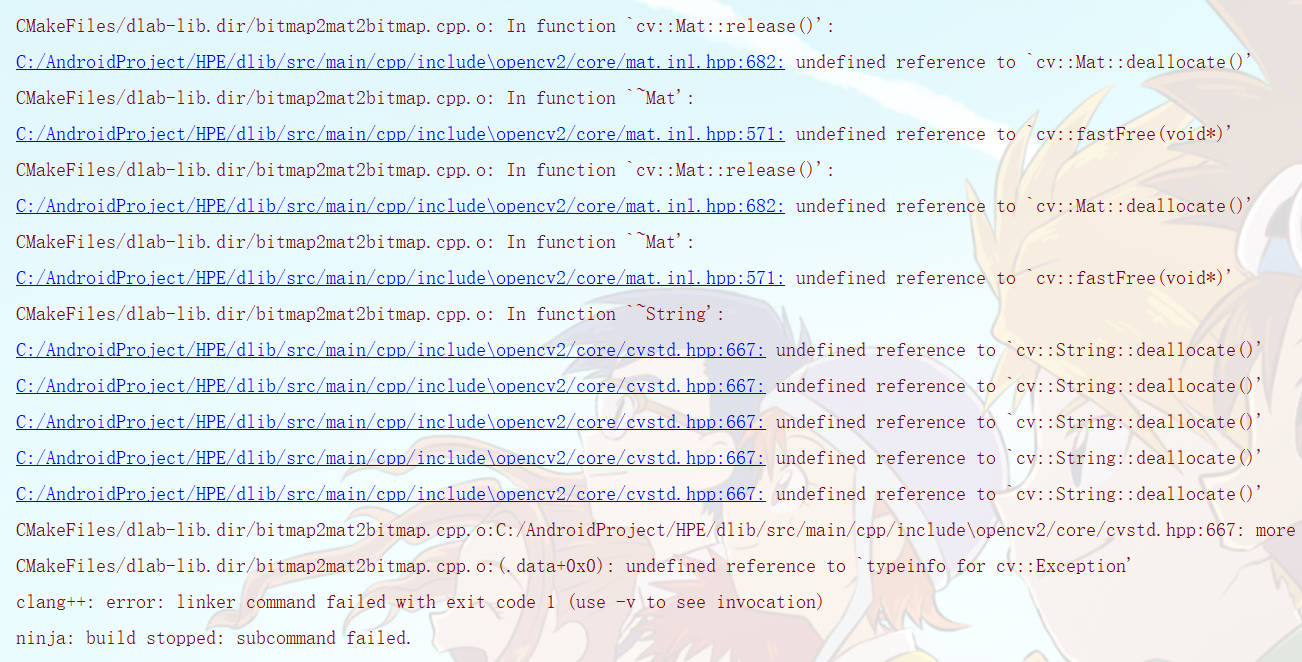 CMakeFiles/dlab-lib.dir/bitmap2mat2bitmap.cpp.o: In function `cv::Mat::release()':
C:/AndroidProject/HPE/dlib/src/main/cpp/include\opencv2/core/mat.inl.hpp:682: undefined reference to `cv::Mat::deallocate()'
CMakeFiles/dlab-lib.dir/bitmap2mat2bitmap.cpp.o: In function `~Mat':
C:/AndroidProject/HPE/dlib/src/main/cpp/include\opencv2/core/mat.inl.hpp:571: undefined reference to `cv::fastFree(void*)'
CMakeFiles/dlab-lib.dir/bitmap2mat2bitmap.cpp.o: In function `cv::Mat::release()':
C:/AndroidProject/HPE/dlib/src/main/cpp/include\opencv2/core/mat.inl.hpp:682: undefined reference to `cv::Mat::deallocate()'
CMakeFiles/dlab-lib.dir/bitmap2mat2bitmap.cpp.o: In function `~Mat':
C:/AndroidProject/HPE/dlib/src/main/cpp/include\opencv2/core/mat.inl.hpp:571: undefined reference to `cv::fastFree(void*)'
CMakeFiles/dlab-lib.dir/bitmap2mat2bitmap.cpp.o: In function `~String':
C:/AndroidProject/HPE/dlib/src/main/cpp/include\opencv2/core/cvstd.hpp:667: undefined reference to `cv::String::deallocate()'
C:/AndroidProject/HPE/dlib/src/main/cpp/include\opencv2/core/cvstd.hpp:667: undefined reference to `cv::String::deallocate()'
C:/AndroidProject/HPE/dlib/src/main/cpp/include\opencv2/core/cvstd.hpp:667: undefined reference to `cv::String::deallocate()'
C:/AndroidProject/HPE/dlib/src/main/cpp/include\opencv2/core/cvstd.hpp:667: undefined reference to `cv::String::deallocate()'
C:/AndroidProject/HPE/dlib/src/main/cpp/include\opencv2/core/cvstd.hpp:667: undefined reference to `cv::String::deallocate()'
CMakeFiles/dlab-lib.dir/bitmap2mat2bitmap.cpp.o:C:/AndroidProject/HPE/dlib/src/main/cpp/include\opencv2/core/cvstd.hpp:667: more
CMakeFiles/dlab-lib.dir/bitmap2mat2bitmap.cpp.o:(.data+0x0): undefined reference to `typeinfo for cv::Exception'
clang++: error: linker command failed with exit code 1 (use -v to see invocation)
ninja: build stopped: subcommand failed.